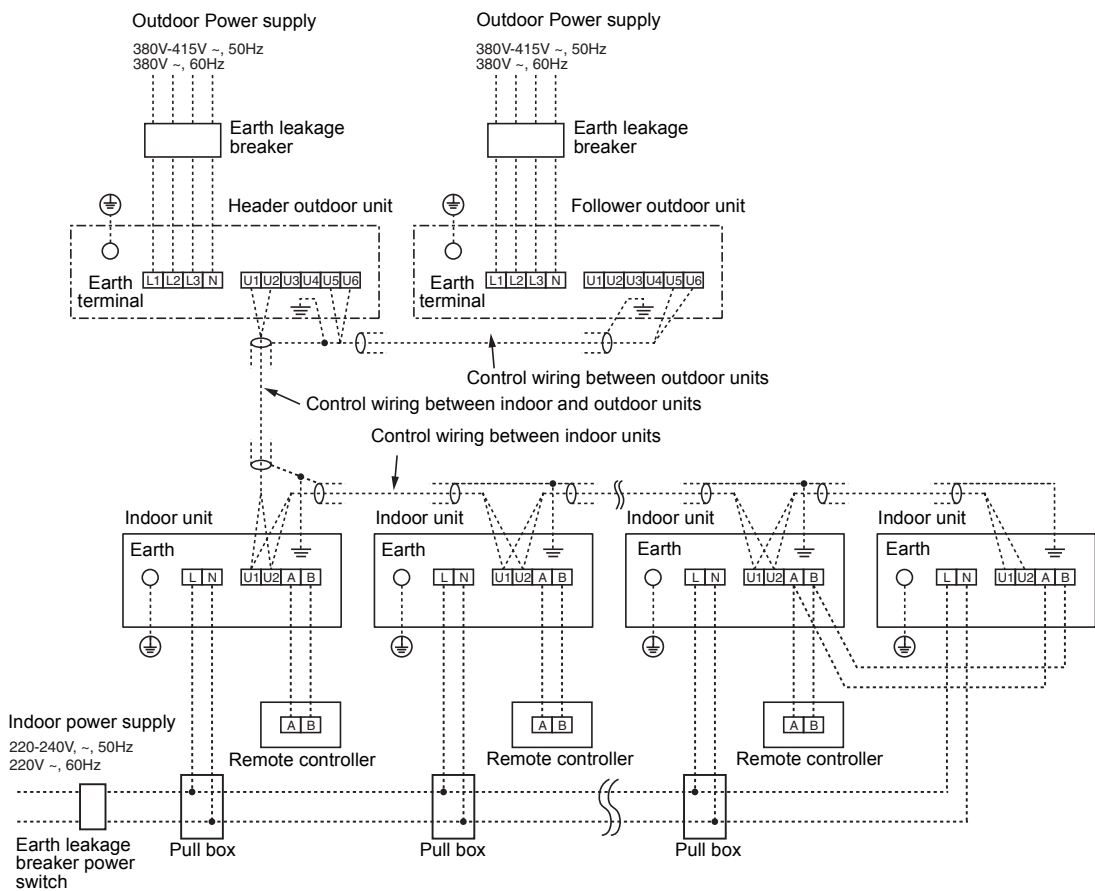 Outdoor Power supply
380V-415V ~, 50Hz
380V ~, 60Hz
Outdoor Power supply
380V-415V ~, 50Hz
380V ~, 60Hz
Earth leakage
breaker
Earth leakage
breaker
Header outdoor unit
Follower outdoor unit
Earth
terminal
L1 L2 L3 N
U1 U2 U3 U4 U5 U6
Earth
terminal
L1 L2 L3 N
U1 U2 U3 U4 U5 U6
Control wiring between outdoor units
Control wiring between indoor and outdoor units
Control wiring between indoor units
Indoor unit
Indoor unit
Indoor unit
Indoor unit
Earth
L N
U1 U2 A B
Earth
L N
U1 U2 A B
Earth
L N
U1 U2 A B
Earth
L N
U1 U2 A B
A B
Remote controller
A B
Remote controller
A B
Remote controller
Indoor power supply
220-240V, ~, 50Hz
220V ~, 60Hz
Earth leakage
breaker power
switch
Pull box
Pull box
Pull box